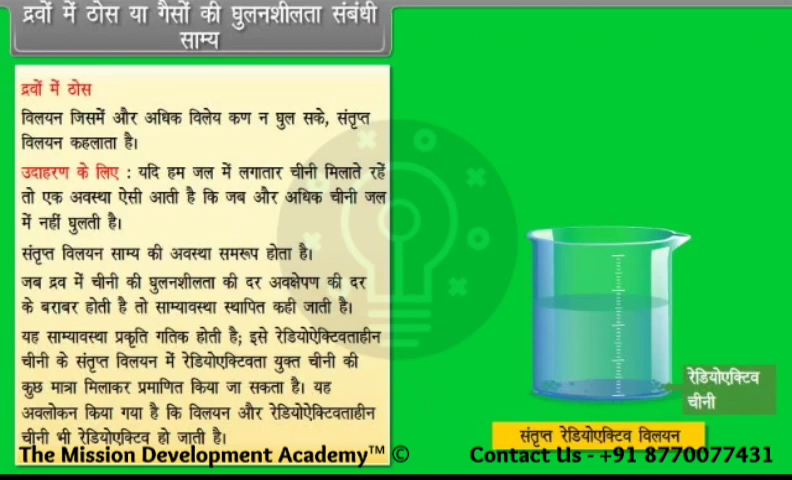 द्रवों में ठोस या गैसों की घुलनशीलता संबंधी
साम्य
द्रवों में ठोस
विलयन जिसमें और अधिक विलेय कण न घुल सके, संतृप्त
विलयन कहलाता है।
उदाहरण के लिए : यदि हम जल में लगातार चीनी मिलाते रहें
तो एक अवस्था ऐसी आती है कि जब और अधिक चीनी जल
में नहीं घुलती है।
संतृप्त विलयन साम्य की अवस्था समरूप होता है।
जब द्रव में चीनी की घुलनशीलता की दर अवक्षेपण की दर
के बराबर होती है तो साम्यावस्था स्थापित कही जाती है।
यह साम्यावस्था प्रकृति गतिक होती है; इसे रेडियोऐक्टिवताहीन
चीनी के संतृप्त विलयन में रेडियोएक्टिवता युक्त चीनी की
कुछ मात्रा मिलाकर प्रमाणित किया जा सकता है। यह
अवलोकन किया गया है कि विलयन और रेडियोऐक्टिवताहीन
चीनी भी रेडियोएक्टिव हो जाती है।
रेडियोएक्टिव
चीनी
संतृप्त रेडियोएक्टिव विलयन
The Mission Development Academy™ ©
Contact Us - +91 8770077431